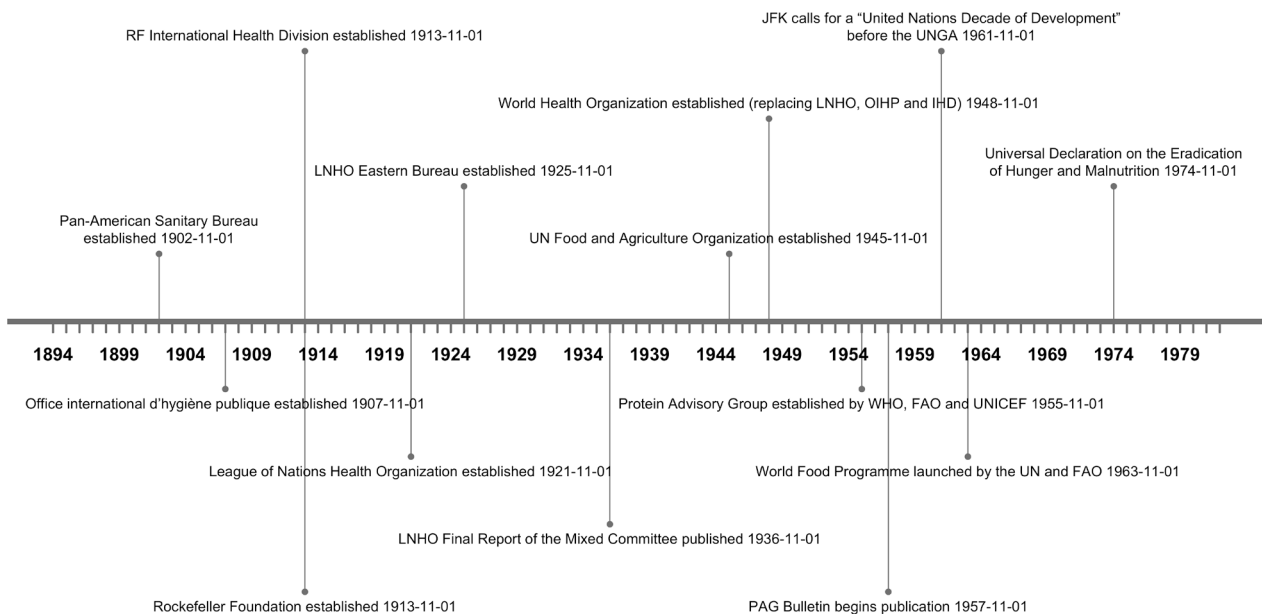 JFK calls for a “United Nations Decade of Development”
before the UNGA 1961-11-01
RF International Health Division established 1913-11-01
World Health Organization established (replacing LNHO, OIHP and IHD) 1948-11-01
Universal Declaration on the Eradication
of Hunger and Malnutrition 1974-11-01
LNHO Eastern Bureau established 1925-11-01
Pan-American Sanitary Bureau
established 1902-11-01
UN Food and Agriculture Organization established 1945-11-01
1894 1899 1904 1909 1914 1919 1924 1929 1934 1939 1944 1949 1954 1959 1964 1969 1974 1979
Office international d’hygiène publique established 1907-11-01
Protein Advisory Group established by WHO, FAO and UNICEF 1955-11-01
League of Nations Health Organization established 1921-11-01
World Food Programme launched by the UN and FAO 1963-11-01
LNHO Final Report of the Mixed Committee published 1936-11-01
Rockefeller Foundation established 1913-11-01
PAG Bulletin begins publication 1957-11-01